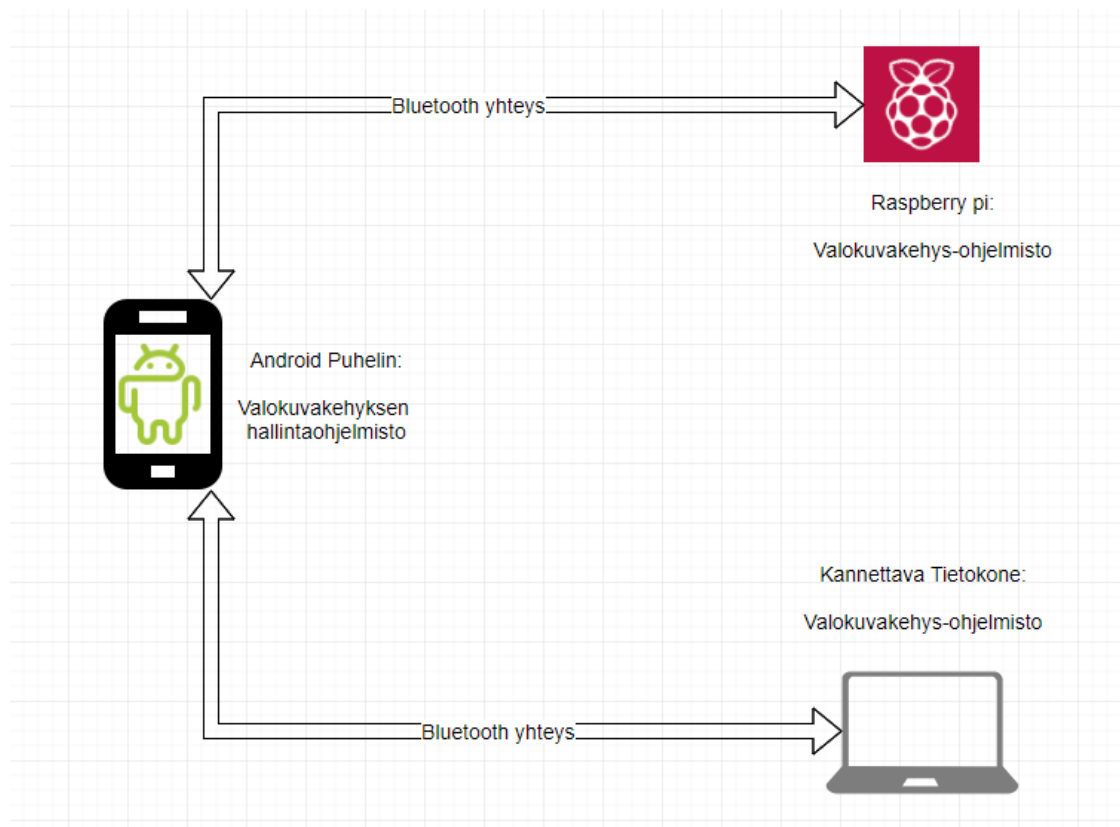 Bluetooth yhteys
Raspberry pi:
Valokuvakehys-ohjelmisto
Android Puhelin:
Valokuvakehyksen
hallintaohjelmisto
Kannettava Tietokone:
Valokuvakehys-ohjelmisto
Bluetooth yhteys